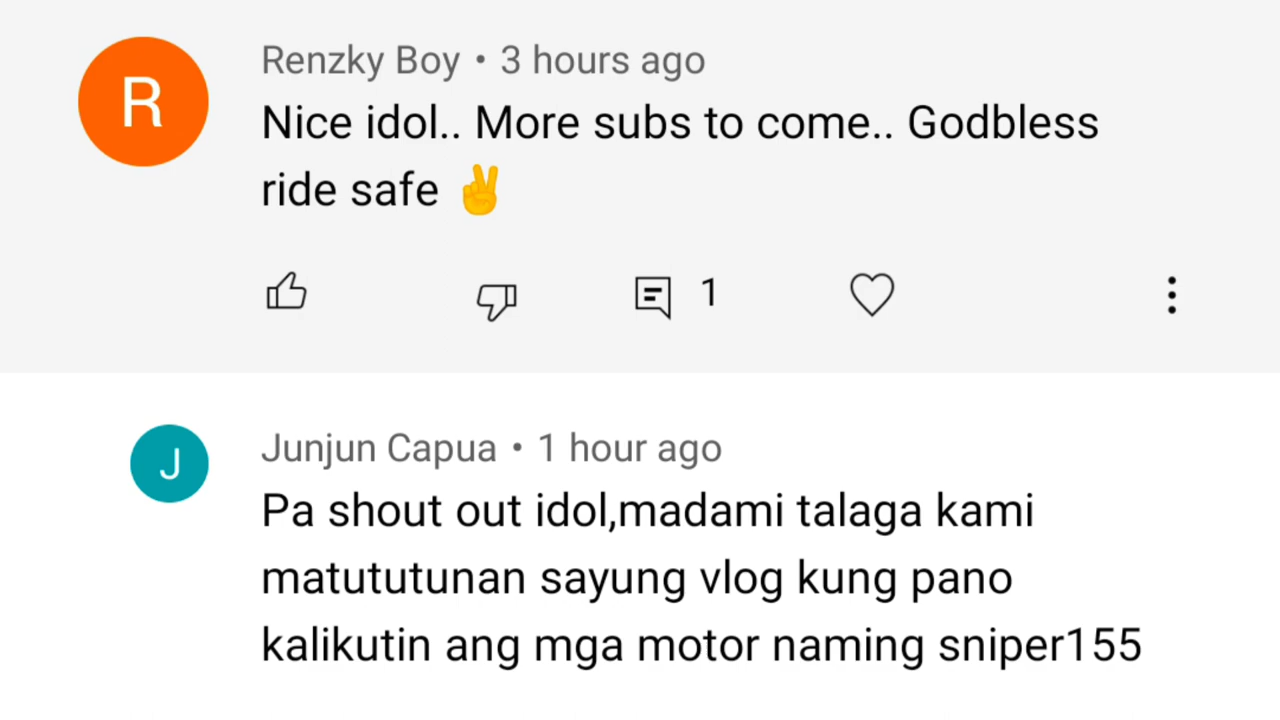 R
Renzky Boy • 3 hours ago
Nice idol.. More subs to come.. Godbless
ride safe ✌
1
J
Junjun Capua • 1 hour ago
Pa shout out idol,madami talaga kami
matututunan sayung vlog kung pano
kalikutin ang mga motor naming sniper155